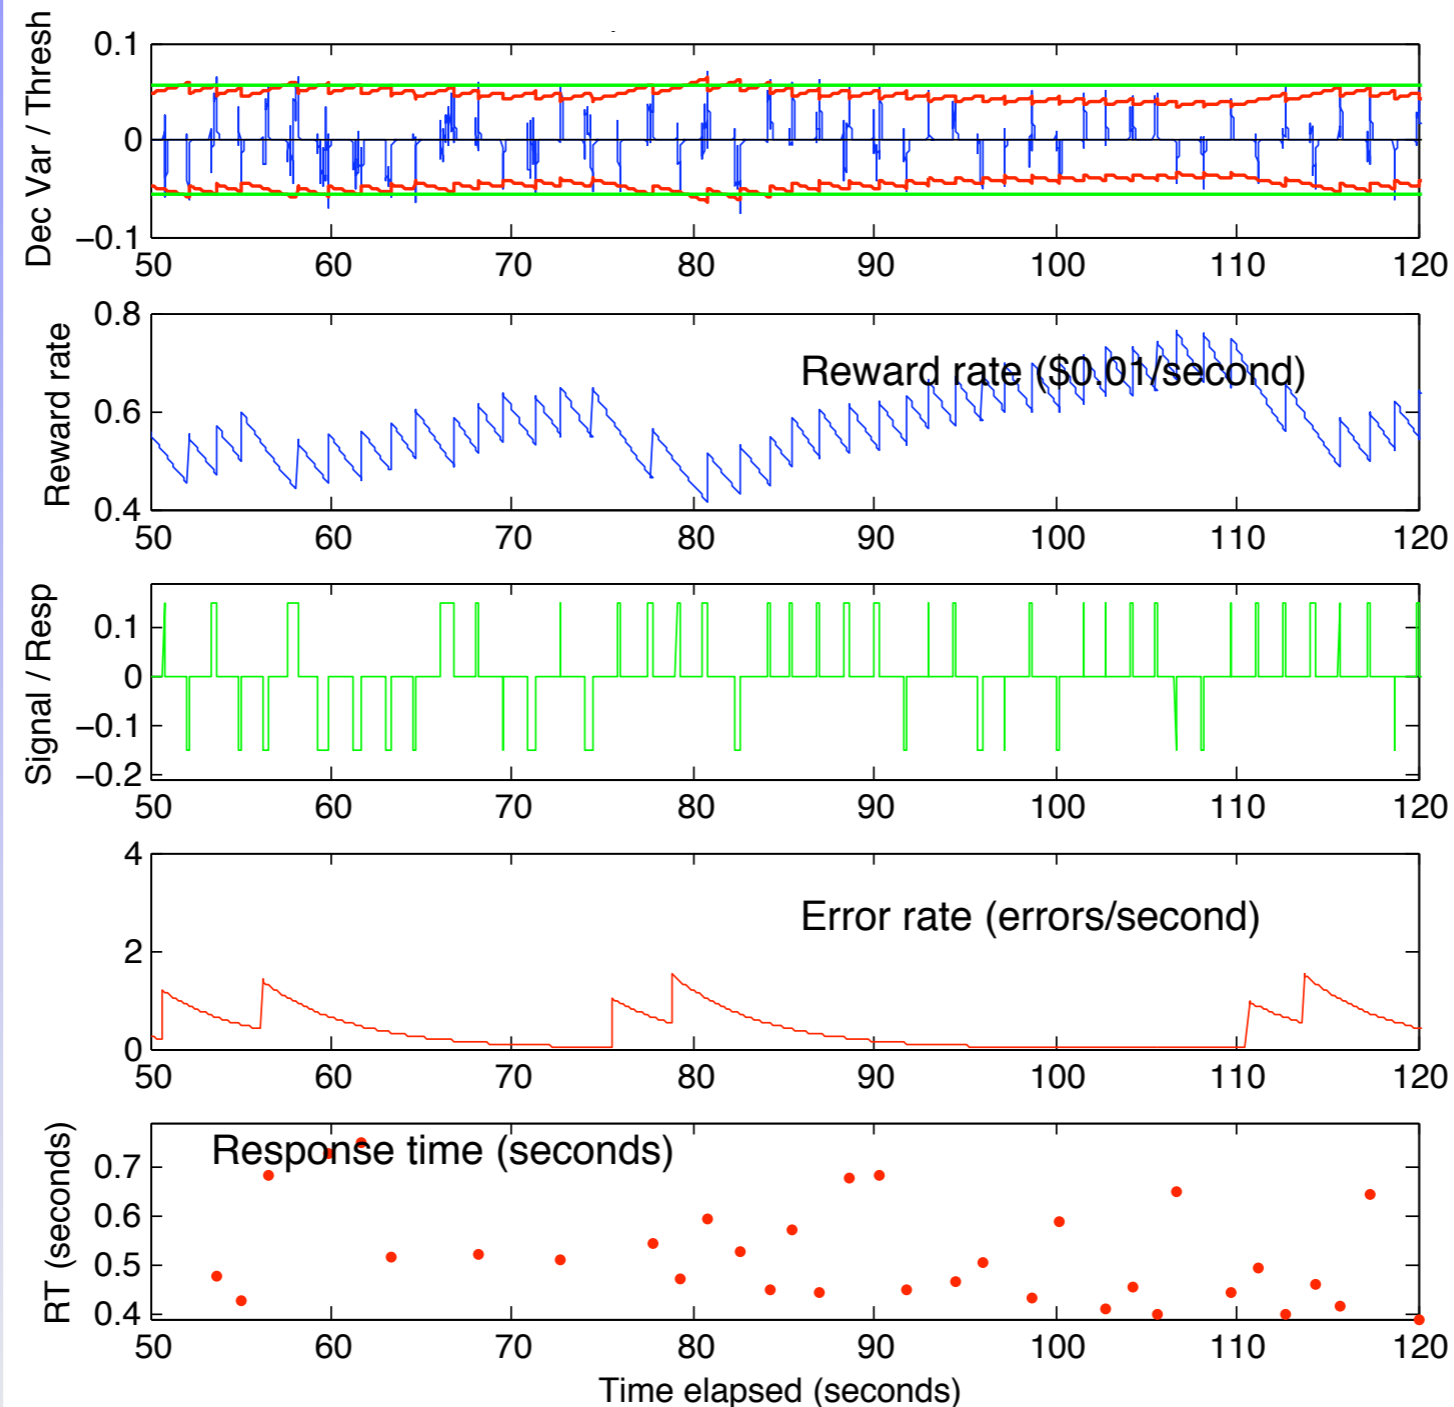 Dec Var / Thresh
0.1
0
−0.1
50 60 70 80 90 100 110 120
Reward rate
0.8
0.6
0.4
Reward rate ($0.01/second)
50 60 70 80 90 100 110 120
Signal / Resp
0.1
0
−0.1
−0.2
50 60 70 80 90 100 110 120
4
2
0
Error rate (errors/second)
50 60 70 80 90 100 110 120
RT (seconds)
0.7
0.6
0.5
0.4
Response time (seconds)
50 60 70 80 90 100 110 120
Time elapsed (seconds)